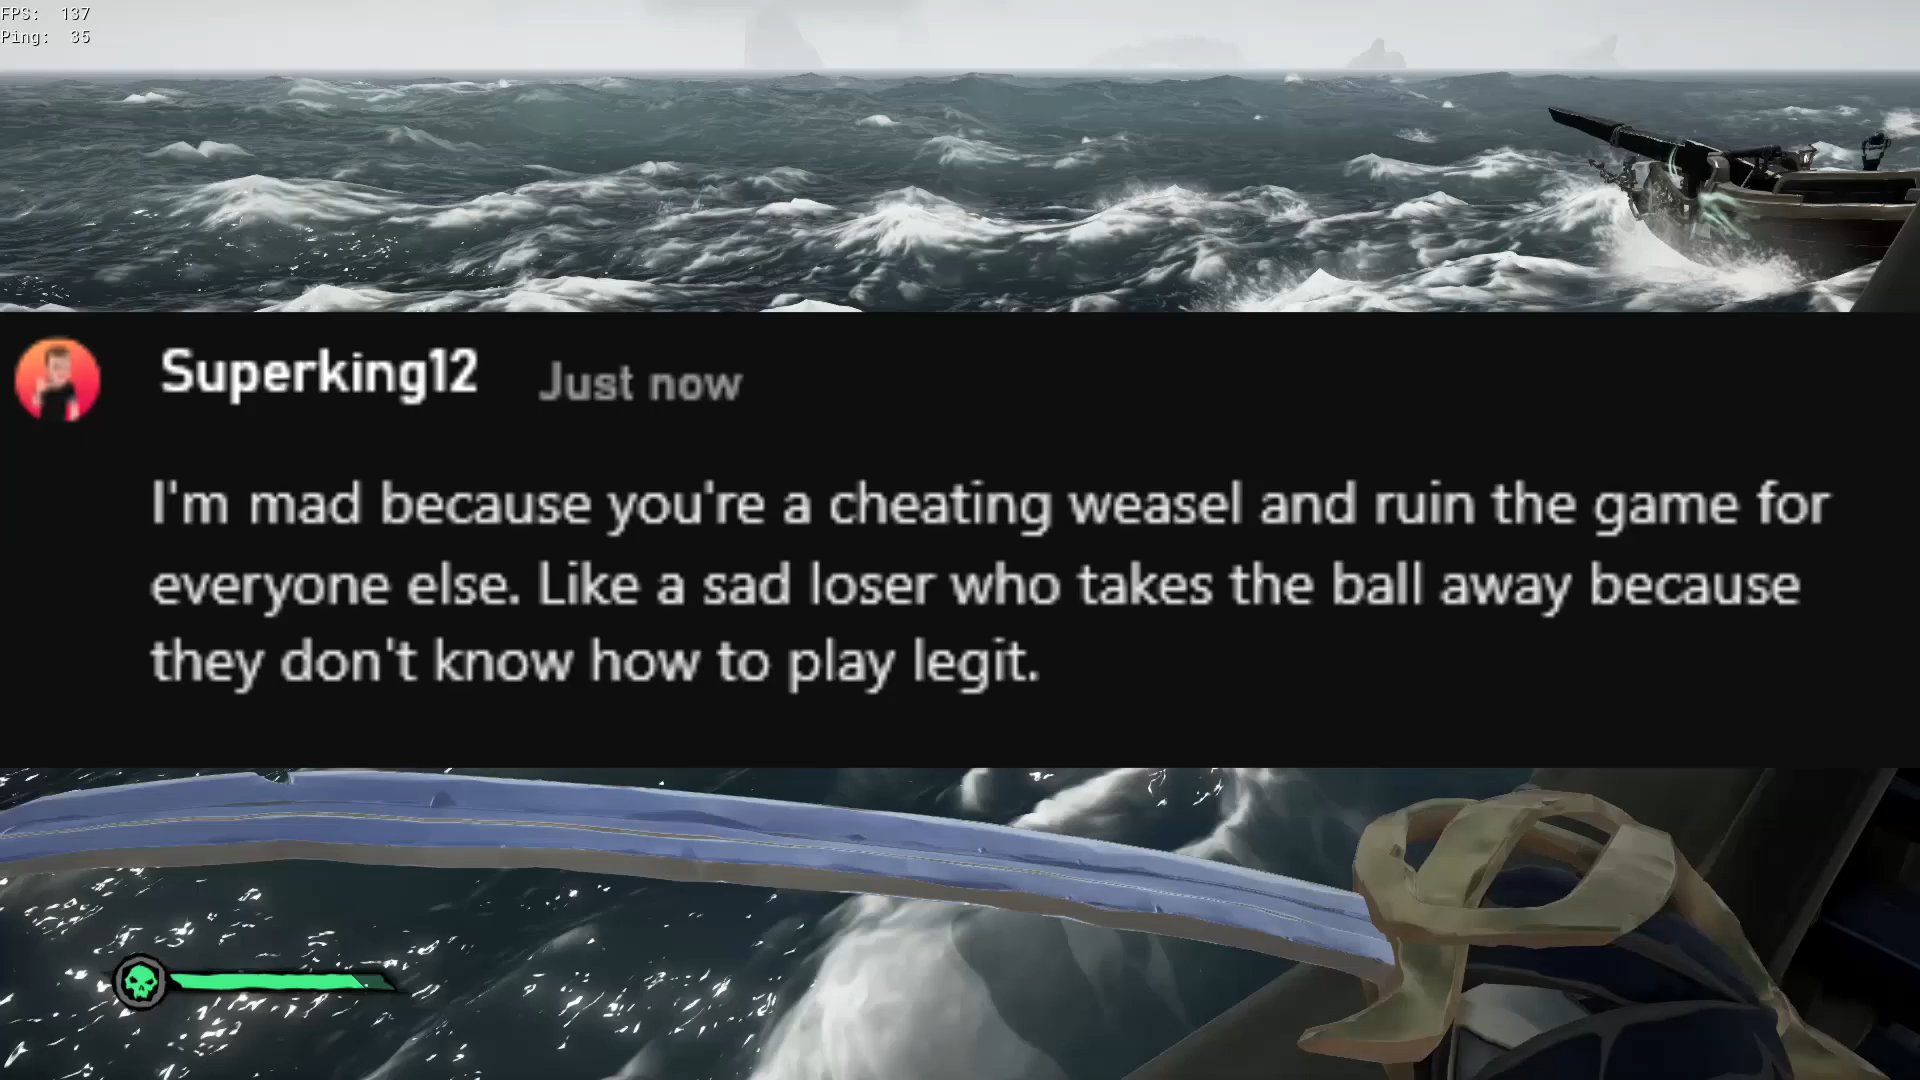 FPS: 137
Ping: 35
Superking12 Just now
I'm mad because you're a cheating weasel and ruin the game for
everyone else. Like a sad loser who takes the ball away because
they don't know how to play legit.